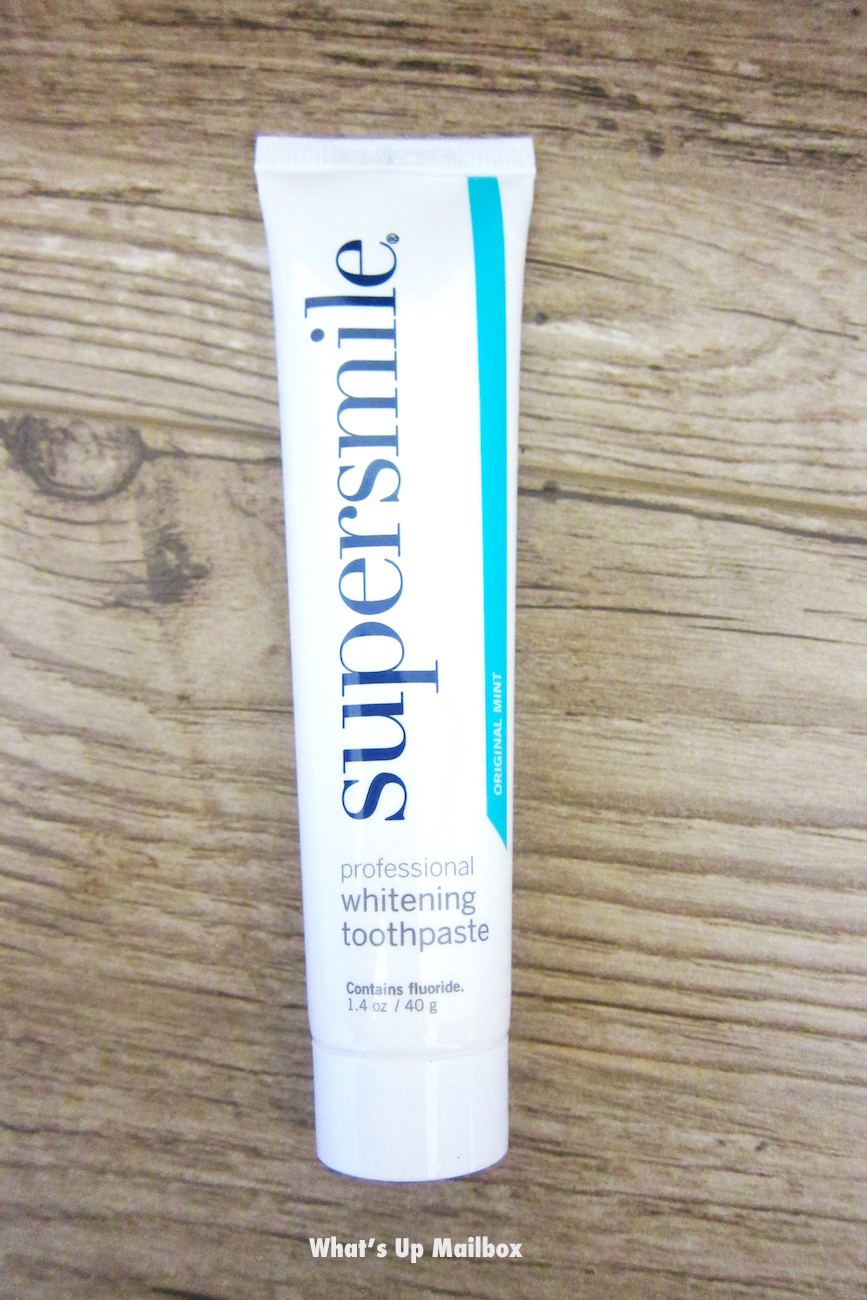 supersmile®
ORIGINAL MINT
professional
whitening
toothpaste
Contains fluoride.
1.4 oz / 40 g
What's Up Mailbox